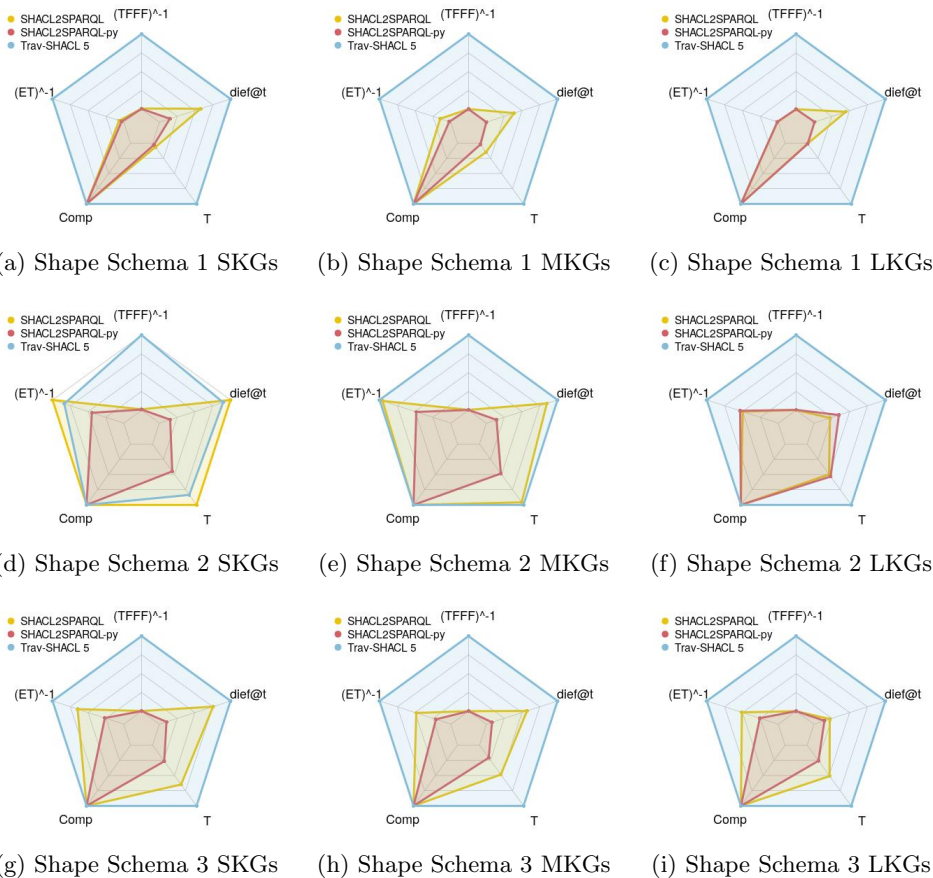 (TFFF)^-1 (TFFF)^-1 (TFFF)^-1
SHACL2SPARQL SHACL2SPARQL SHACL2SPARQL
SHACL2SPARQL-py SHACL2SPARQL-py SHACL2SPARQL-py
Trav-SHACL 5 Trav-SHACL 5 Trav-SHACL 5
(ET)^-1 dief@t (ET)^-1 dief@t (ET)^-1 dief@t
Comp T Comp T Comp T
(a) Shape Schema 1 SKGs (b) Shape Schema 1 MKGs (c) Shape Schema 1 LKGs
(TFFF)^-1 (TFFF)^-1 (TFFF)^-1
SHACL2SPARQL SHACL2SPARQL SHACL2SPARQL
SHACL2SPARQL-py SHACL2SPARQL-py SHACL2SPARQL-py
Trav-SHACL 5 Trav-SHACL 5 Trav-SHACL 5
(ET)^-1 dief@t (ET)^-1 dief@t (ET)^-1 dief@t
Comp T Comp T Comp T
(d) Shape Schema 2 SKGs (e) Shape Schema 2 MKGs (f) Shape Schema 2 LKGs
(TFFF)^-1 (TFFF)^-1 (TFFF)^-1
SHACL2SPARQL SHACL2SPARQL SHACL2SPARQL
SHACL2SPARQL-py SHACL2SPARQL-py SHACL2SPARQL-py
Trav-SHACL 5 Trav-SHACL 5 Trav-SHACL 5
(ET)^-1 dief@t (ET)^-1 dief@t (ET)^-1 dief@t
Comp T Comp T Comp T
(g) Shape Schema 3 SKGs (h) Shape Schema 3 MKGs (i) Shape Schema 3 LKGs